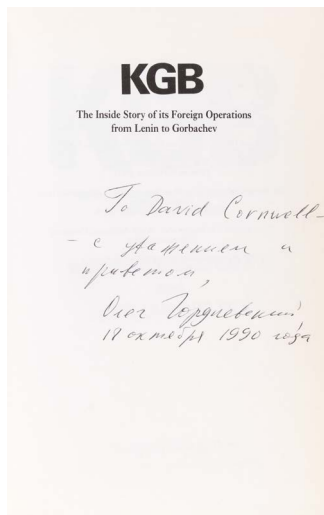 KGB
The Inside Story of its Foreign Operations
from Lenin to Gorbachev
To David Cornwell –
– с уважением и
приветом,
Олег Гордиевский
18 октября 1990 года